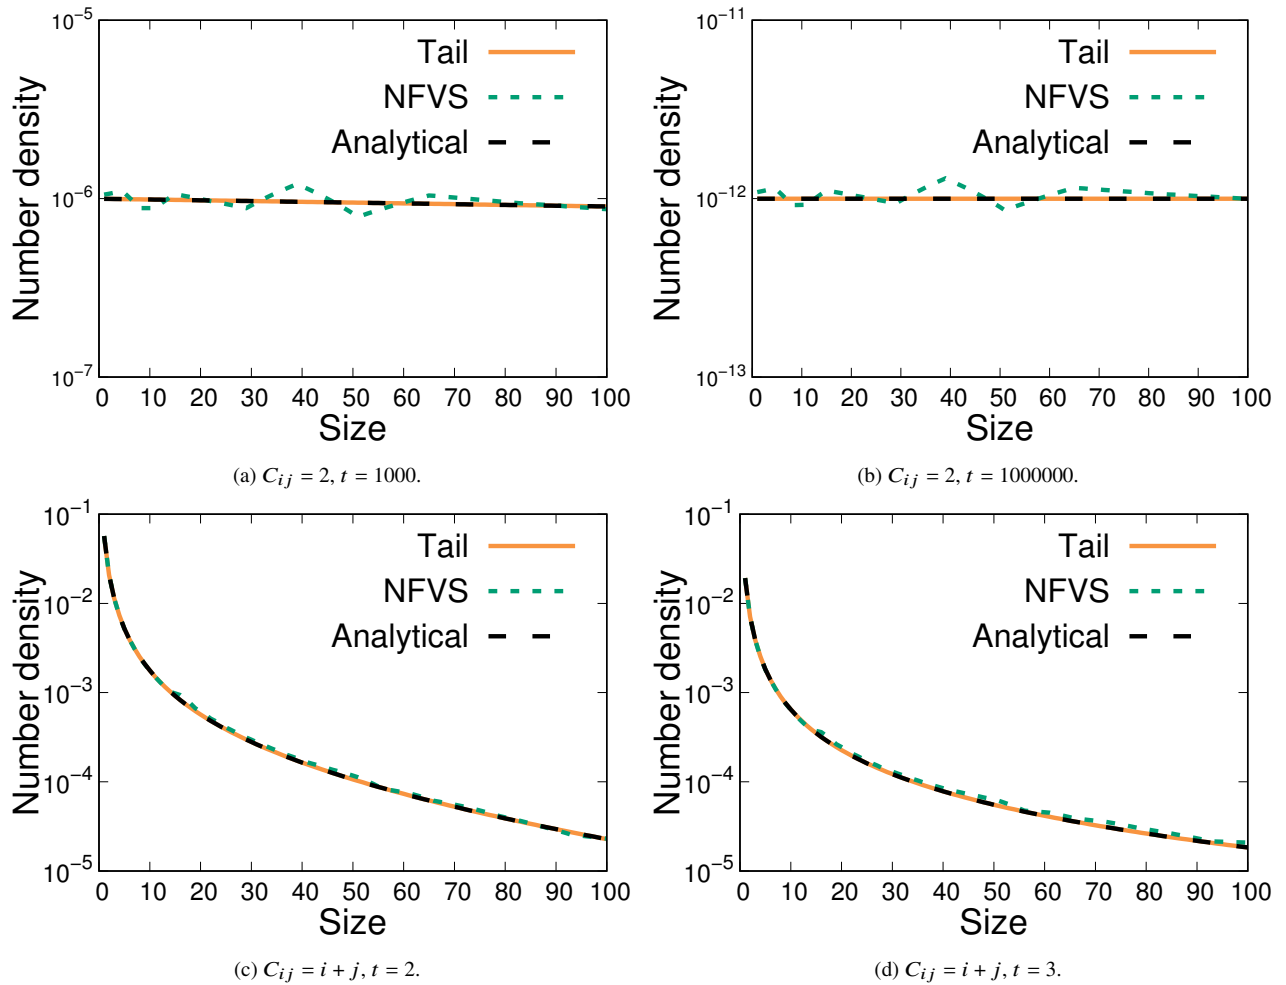 10⁻⁵ 10⁻¹¹
Tail Tail
NFVS NFVS
Analytical Analytical
Number density Number density
10⁻⁶ 10⁻¹²
10⁻⁷ 10⁻¹³
0 10 20 30 40 50 60 70 80 90 100 0 10 20 30 40 50 60 70 80 90 100
Size Size
(a) Cᵢⱼ = 2, t = 1000. (b) Cᵢⱼ = 2, t = 1000000.
10⁻¹ 10⁻¹
Tail Tail
NFVS NFVS
10⁻² 10⁻²
Analytical Analytical
Number density Number density
10⁻³ 10⁻³
10⁻⁴ 10⁻⁴
10⁻⁵ 10⁻⁵
0 10 20 30 40 50 60 70 80 90 100 0 10 20 30 40 50 60 70 80 90 100
Size Size
(c) Cᵢⱼ = i + j, t = 2. (d) Cᵢⱼ = i + j, t = 3.